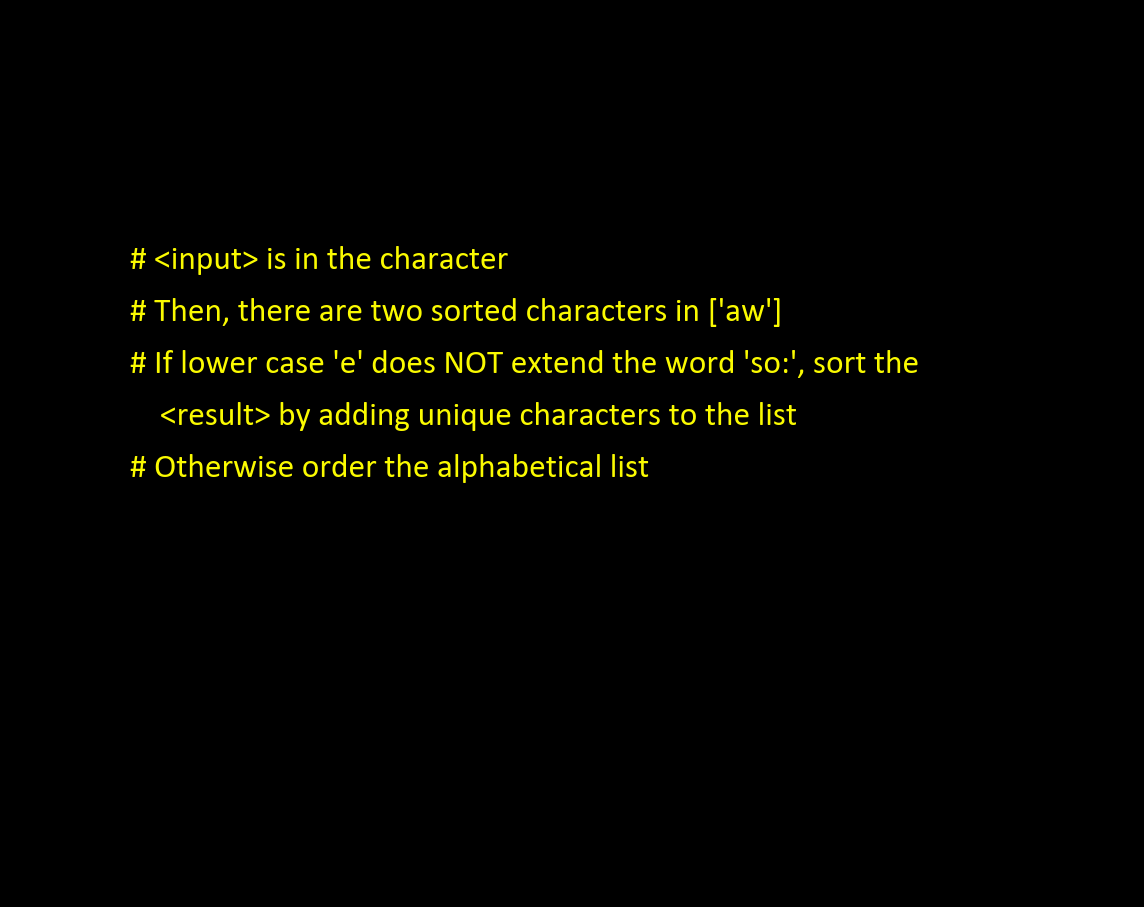 # <input> is in the character
# Then, there are two sorted characters in ['aw']
# If lower case 'e' does NOT extend the word 'so:', sort the
<result> by adding unique characters to the list
# Otherwise order the alphabetical list